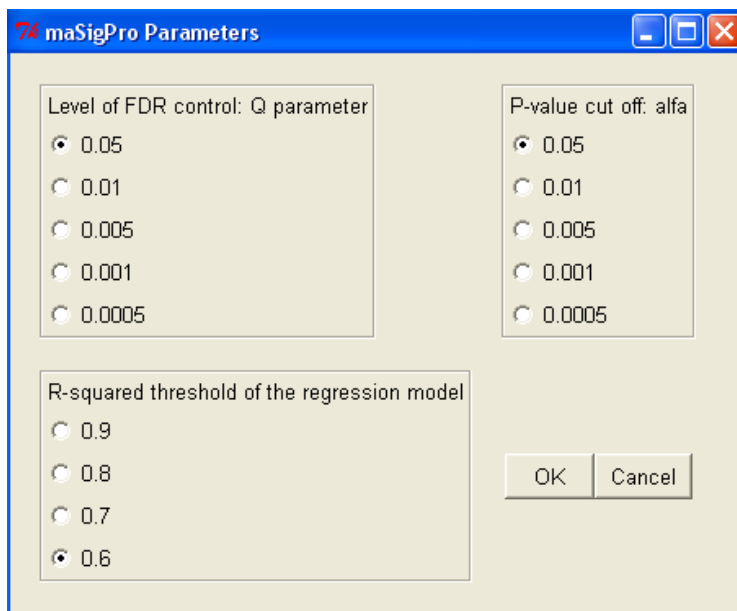 maSigPro Parameters
Level of FDR control: Q parameter
0.05
0.01
0.005
0.001
0.0005
P-value cut off: alfa
0.05
0.01
0.005
0.001
0.0005
R-squared threshold of the regression model
0.9
0.8
0.7
0.6
OK
Cancel